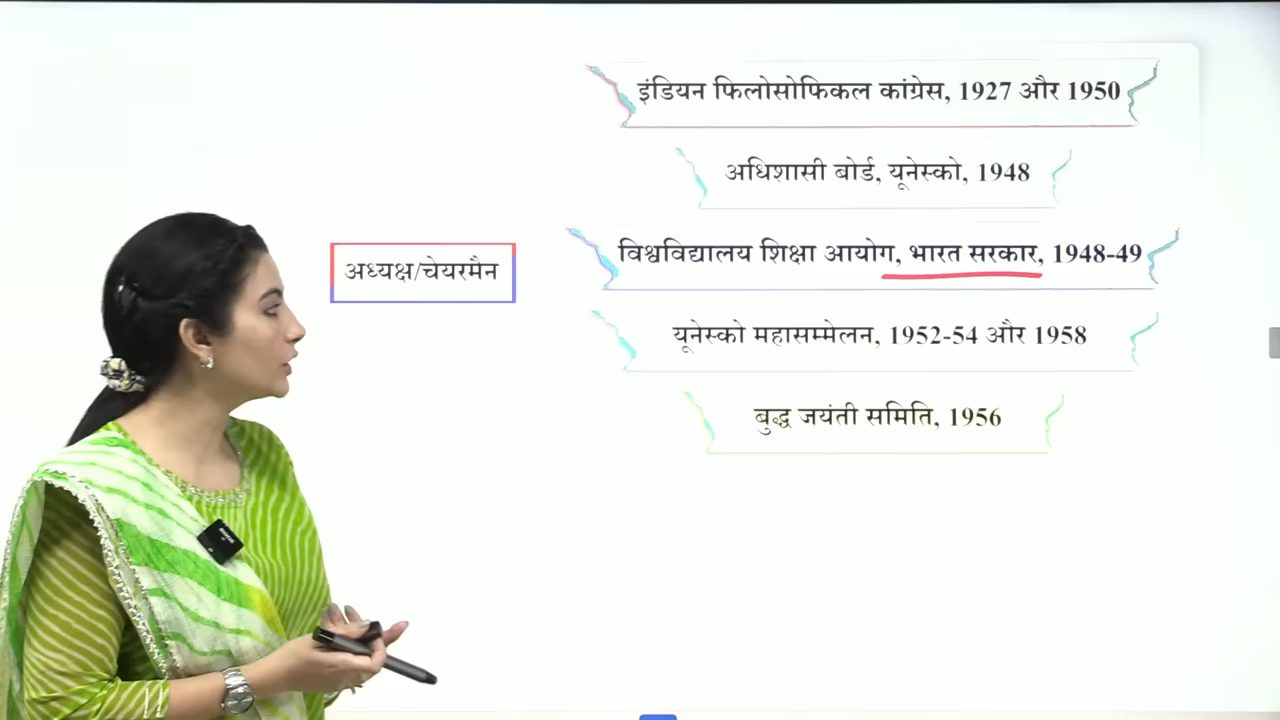 इंडियन फिलोसोफिकल कांग्रेस, 1927 और 1950
अधिशासी बोर्ड, यूनेस्को, 1948
विश्वविद्यालय शिक्षा आयोग, भारत सरकार, 1948-49
अध्यक्ष/चेयरमैन
यूनेस्को महासम्मेलन, 1952-54 और 1958
बुद्ध जयंती समिति, 1956